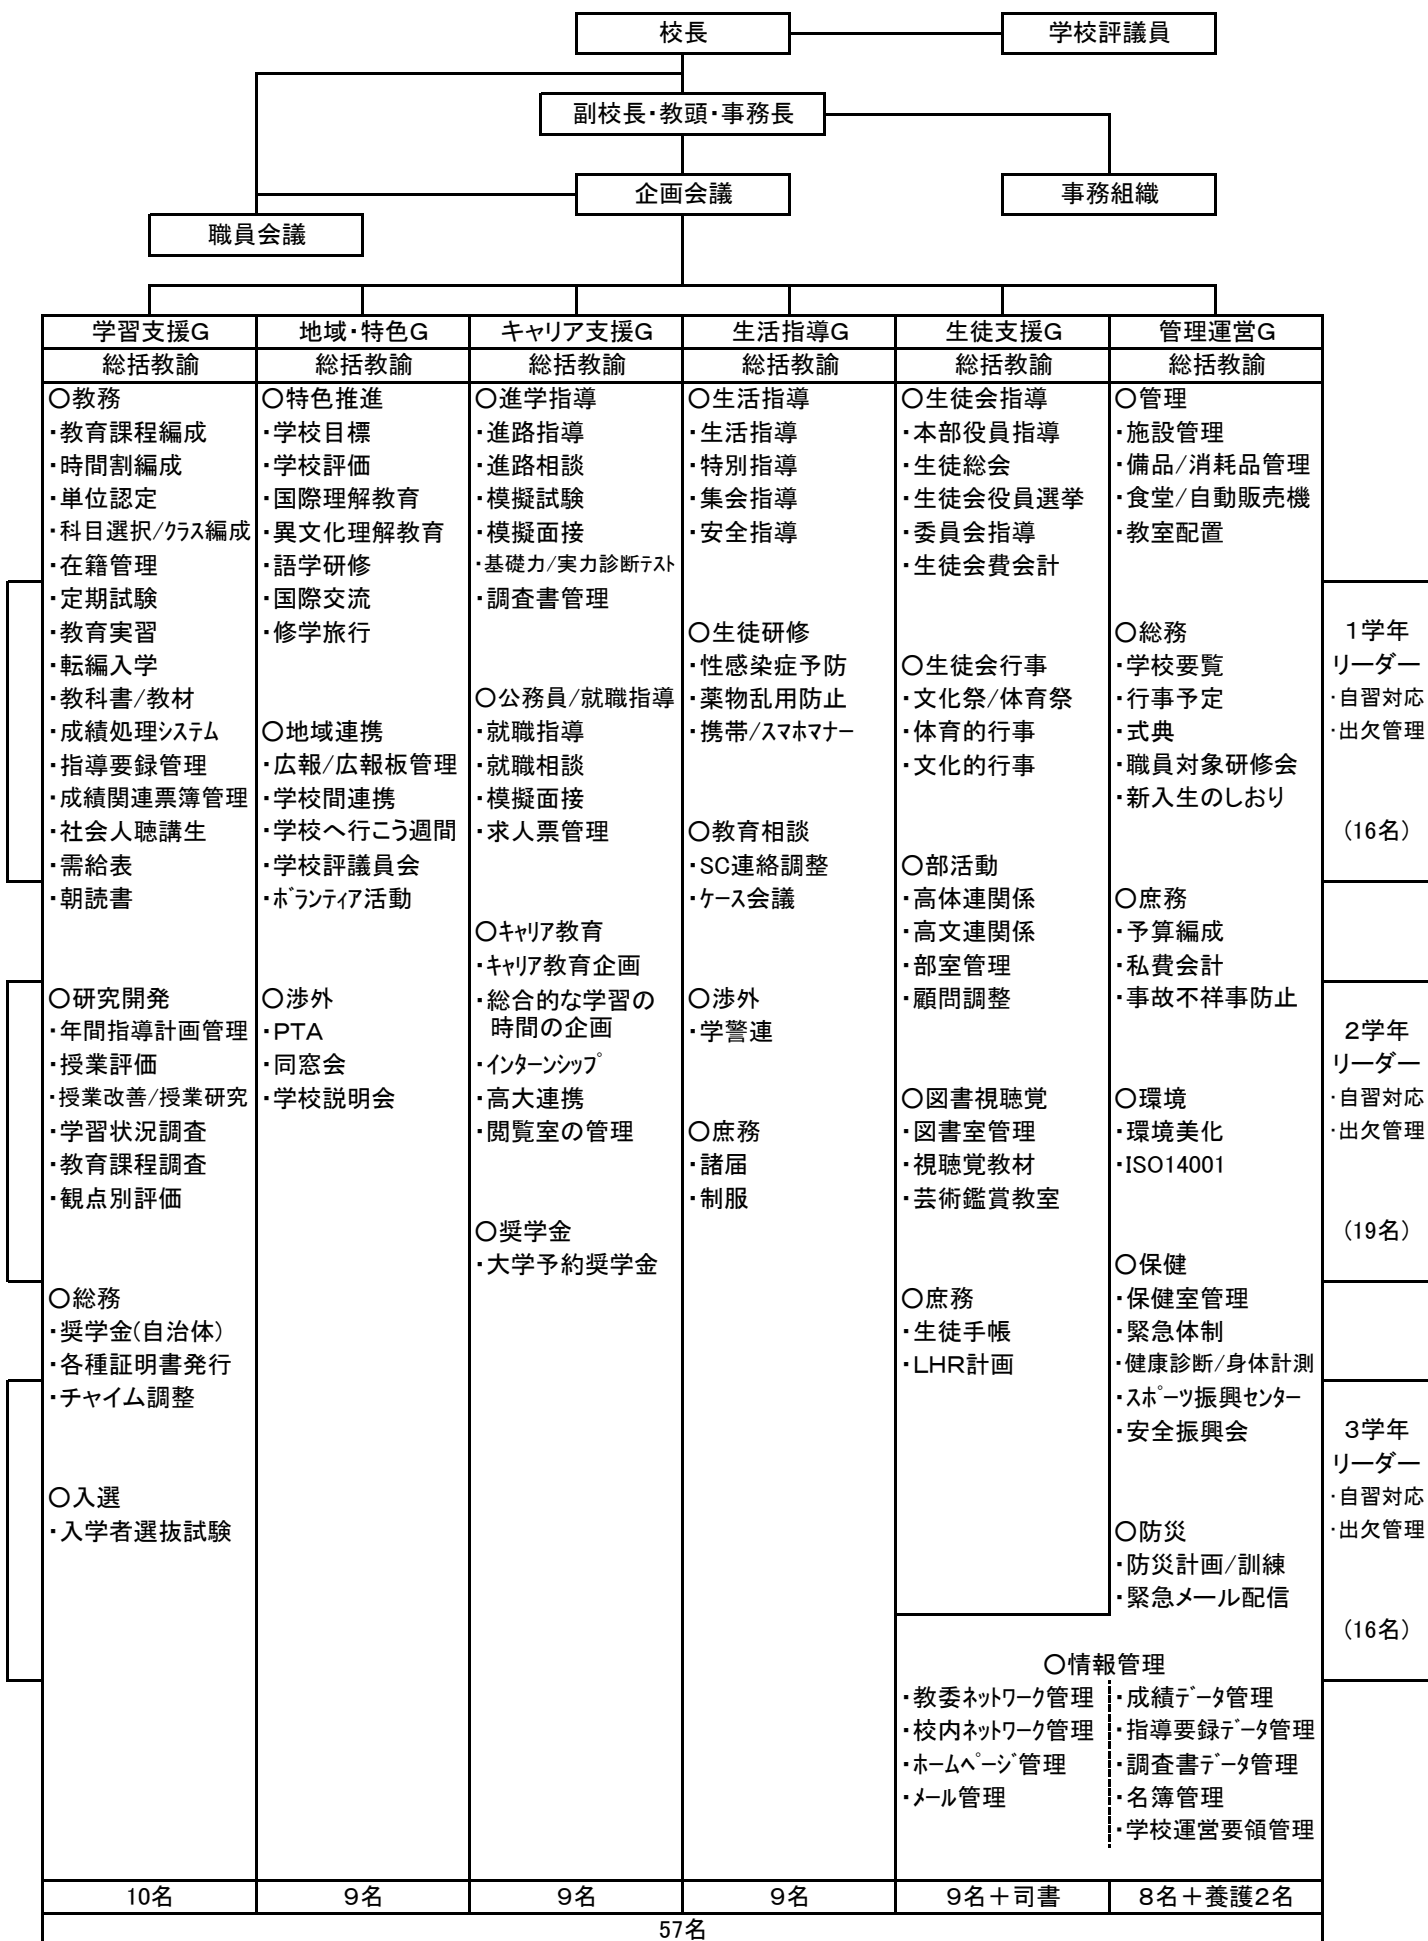 校長
学校評議員
副校長・教頭・事務長
企画会議
事務組織
職員会議
学習支援G
総括教諭
○教務
・教育課程編成
・時間割編成
・単位認定
・科目選択/ｸﾗｽ編成
・在籍管理
・定期試験
・教育実習
・転編入学
・教科書/教材
・成績処理ｼｽﾃﾑ
・指導要録管理
・成績関連票簿管理
・社会人聴講生
・需給表
・朝読書
○研究開発
・年間指導計画管理
・授業評価
・授業改善/授業研究
・学習状況調査
・教育課程調査
・観点別評価
○総務
・奨学金(自治体)
・各種証明書発行
・チャイム調整
○入選
・入学者選抜試験
10名
地域・特色G
総括教諭
○特色推進
・学校目標
・学校評価
・国際理解教育
・異文化理解教育
・語学研修
・国際交流
・修学旅行
○地域連携
・広報/広報板管理
・学校間連携
・学校へ行こう週間
・学校評議員会
・ﾎﾞﾗﾝﾃｨｱ活動
○渉外
・PTA
・同窓会
・学校説明会
９名
キャリア支援G
総括教諭
○進学指導
・進路指導
・進路相談
・模擬試験
・模擬面接
・基礎力/実力診断ﾃｽﾄ
・調査書管理
○公務員/就職指導
・就職指導
・就職相談
・模擬面接
・求人票管理
○ｷｬﾘｱ教育
・ｷｬﾘｱ教育企画
・総合的な学習の
時間の企画
・ｲﾝﾀｰﾝｼｯﾌﾟ
・高大連携
・閲覧室の管理
○奨学金
・大学予約奨学金
９名
生活指導G
総括教諭
○生活指導
・生活指導
・特別指導
・集会指導
・安全指導
○生徒研修
・性感染症予防
・薬物乱用防止
・携帯/ｽﾏﾎﾏﾅｰ
○教育相談
・SC連絡調整
・ｹｰｽ会議
○渉外
・学警連
○庶務
・諸届
・制服
９名
生徒支援G
総括教諭
○生徒会指導
・本部役員指導
・生徒総会
・生徒会役員選挙
・委員会指導
・生徒会費会計
○生徒会行事
・文化祭/体育祭
・体育的行事
・文化的行事
○部活動
・高体連関係
・高文連関係
・部室管理
・顧問調整
○図書視聴覚
・図書室管理
・視聴覚教材
・芸術鑑賞教室
○庶務
・生徒手帳
・LHR計画
管理運営G
総括教諭
○管理
・施設管理
・備品/消耗品管理
・食堂/自動販売機
・教室配置
○総務
・学校要覧
・行事予定
・式典
・職員対象研修会
・新入生のしおり
○庶務
・予算編成
・私費会計
・事故不祥事防止
○環境
・環境美化
・ISO14001
○保健
・保健室管理
・緊急体制
・健康診断/身体計測
・ｽﾎﾟｰﾂ振興ｾﾝﾀｰ
・安全振興会
○防災
・防災計画/訓練
・緊急メール配信
○情報管理
・教委ﾈｯﾄﾜｰｸ管理
・校内ﾈｯﾄﾜｰｸ管理
・ﾎｰﾑﾍﾟｰｼﾞ管理
・ﾒｰﾙ管理
・成績ﾃﾞｰﾀ管理
・指導要録ﾃﾞｰﾀ管理
・調査書ﾃﾞｰﾀ管理
・名簿管理
・学校運営要領管理
９名＋司書
８名＋養護２名
57名
１学年
リーダー
・自習対応
・出欠管理
(16名)
２学年
リーダー
・自習対応
・出欠管理
(19名)
３学年
リーダー
・自習対応
・出欠管理
(16名)